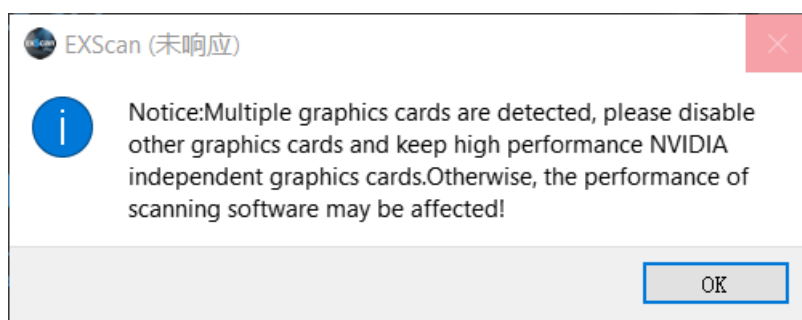 EXScan (未响应)
Notice:Multiple graphics cards are detected, please disable
other graphics cards and keep high performance NVIDIA
independent graphics cards.Otherwise, the performance of
scanning software may be affected!
OK